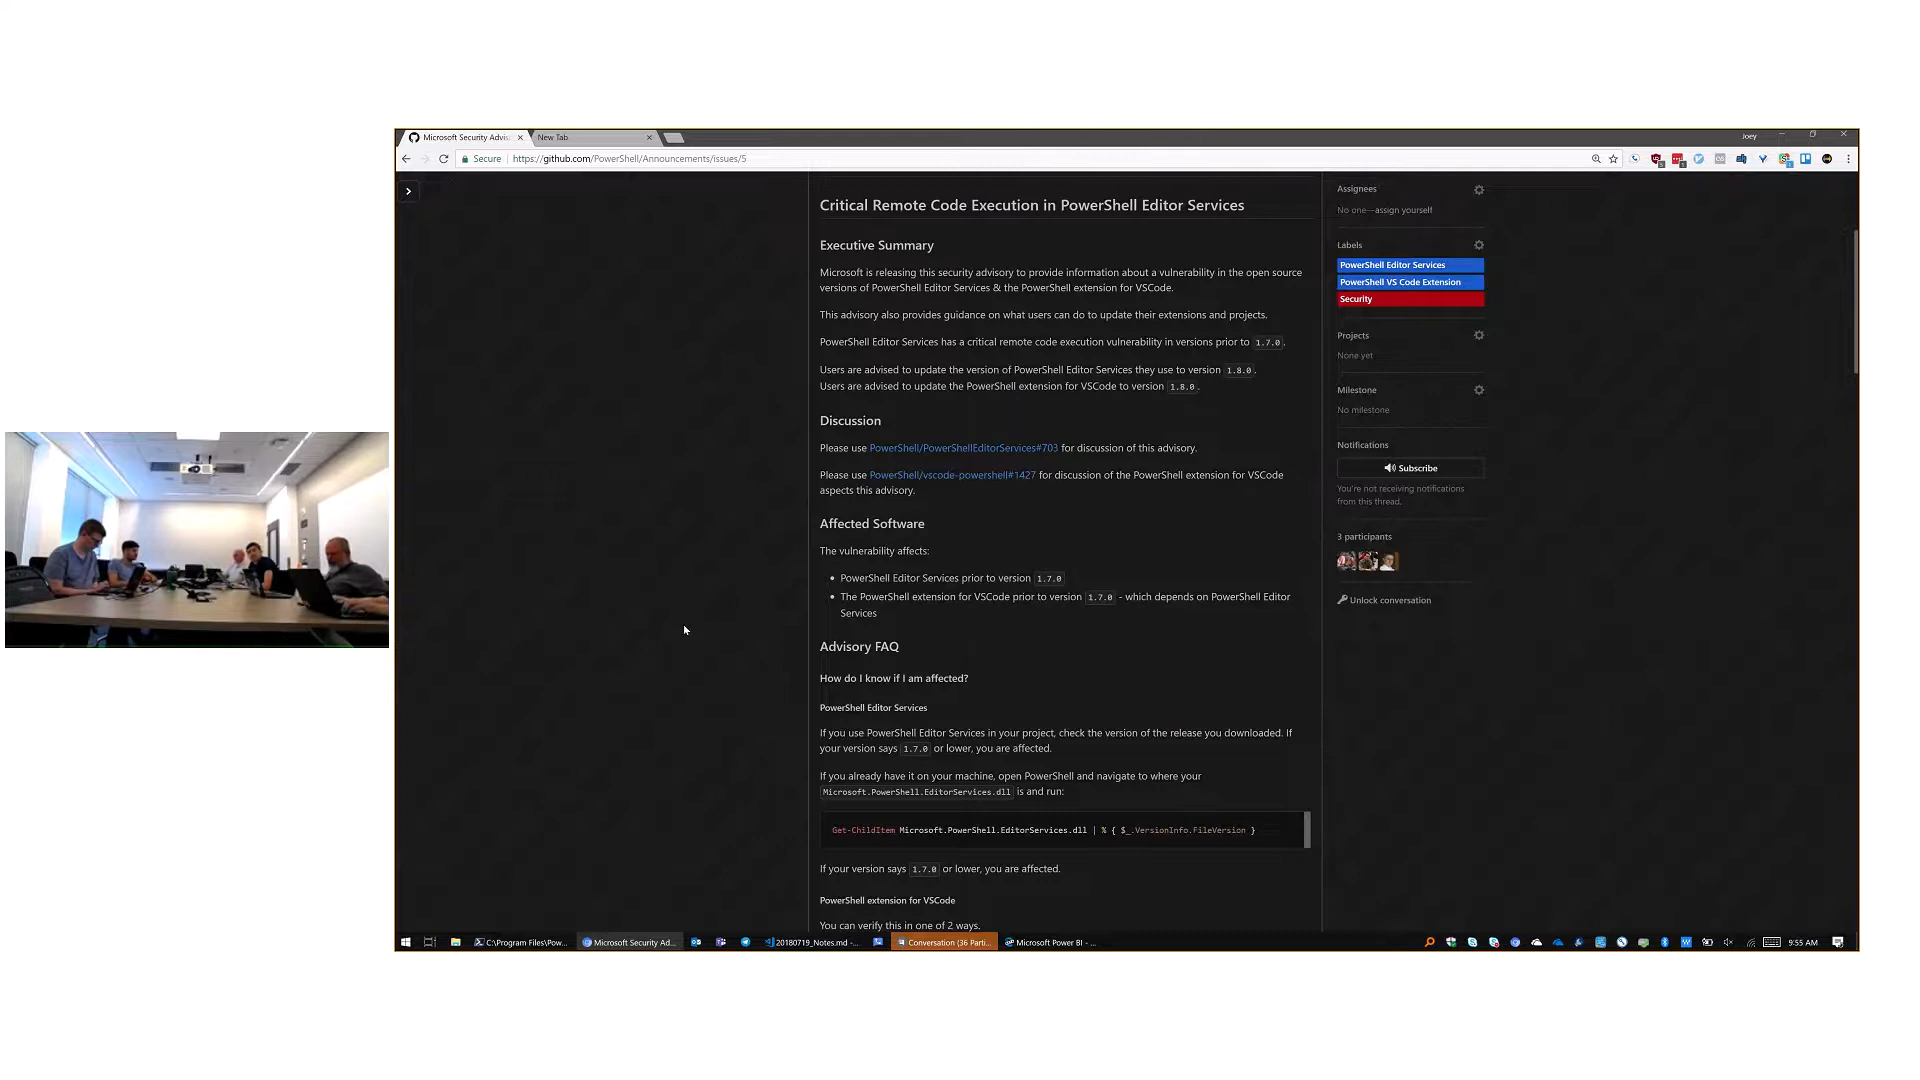 Microsoft Security Advis
New Tab
Joey
Secure
https://github.com/PowerShell/Announcements/issues/5
Critical Remote Code Execution in PowerShell Editor Services
Executive Summary
Microsoft is releasing this security advisory to provide information about a vulnerability in the open source
versions of PowerShell Editor Services & the PowerShell extension for VSCode.
This advisory also provides guidance on what users can do to update their extensions and projects.
PowerShell Editor Services has a critical remote code execution vulnerability in versions prior to 1.7.0.
Users are advised to update the version of PowerShell Editor Services they use to version 1.8.0.
Users are advised to update the PowerShell extension for VSCode to version 1.8.0.
Discussion
Please use PowerShell/PowerShellEditorServices#703 for discussion of this advisory.
Please use PowerShell/vscode-powershell#1427 for discussion of the PowerShell extension for VSCode
aspects this advisory.
Affected Software
The vulnerability affects:
• PowerShell Editor Services prior to version 1.7.0
• The PowerShell extension for VSCode prior to version 1.7.0 - which depends on PowerShell Editor
Services
Advisory FAQ
How do I know if I am affected?
PowerShell Editor Services
If you use PowerShell Editor Services in your project, check the version of the release you downloaded. If
your version says 1.7.0 or lower, you are affected.
If you already have it on your machine, open PowerShell and navigate to where your
Microsoft.PowerShell.EditorServices.dll is and run:
Get-ChildItem Microsoft.PowerShell.EditorServices.dll | % { $_.VersionInfo.FileVersion }
If your version says 1.7.0 or lower, you are affected.
PowerShell extension for VSCode
You can verify this in one of 2 ways.
Assignees
No one—assign yourself
Labels
PowerShell Editor Services
PowerShell VS Code Extension
Security
Projects
None yet
Milestone
No milestone
Notifications
Subscribe
You're not receiving notifications
from this thread.
3 participants
Unlock conversation
C:\Program Files\Pow...
Microsoft Security Ad...
20180719_Notes.md -...
Conversation (36 Parti...
Microsoft Power BI - ...
9:55 AM